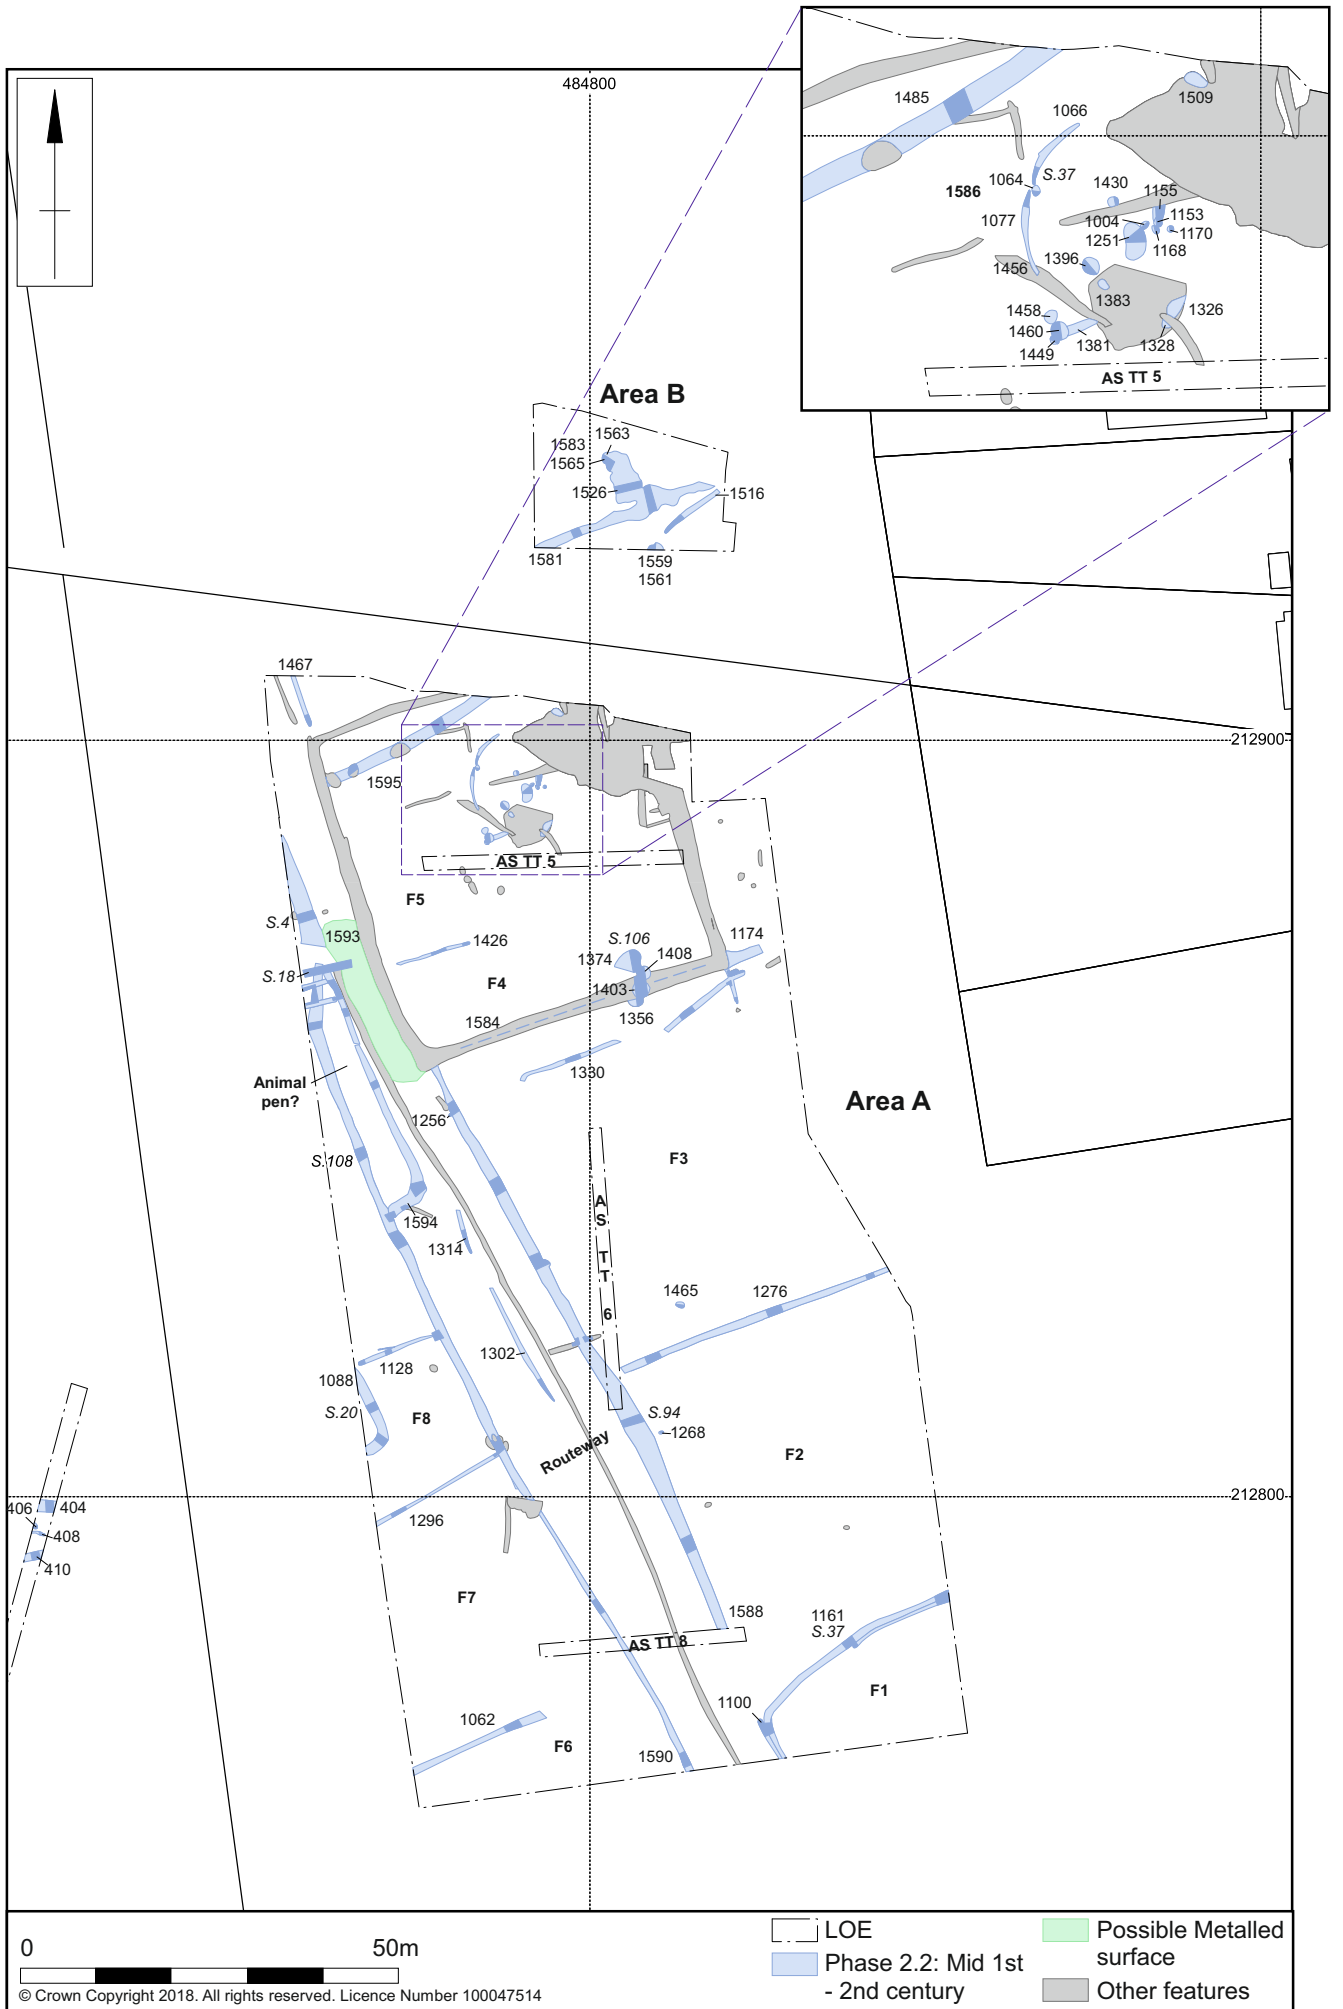 484800
1485
1509
1066
1064
S.37
1586
1430
1155
1077
1004
1153
1251
1170
1168
1396
1456
1383
1458
1326
1460
1381
1328
1449
AS TT 5
Area B
1583
1563
1565
1526
1516
1581
1559
1561
1467
212900
1595
AS TT 5
F5
S.4
1593
1426
S.106
1174
1374
1408
S.18
F4
1403
1584
1356
1330
Animal
pen?
Area A
1256
F3
S.108
A
S
T
T
6
1594
1314
1465
1276
1302
1128
1088
S.20
F8
S.94
1268
Routeway
F2
212800
406
404
408
410
1296
F7
1588
1161
S.37
AS TT 8
F1
1100
1062
F6
1590
0
50m
© Crown Copyright 2018. All rights reserved. Licence Number 100047514
LOE
Phase 2.2: Mid 1st
- 2nd century
Possible Metalled
surface
Other features